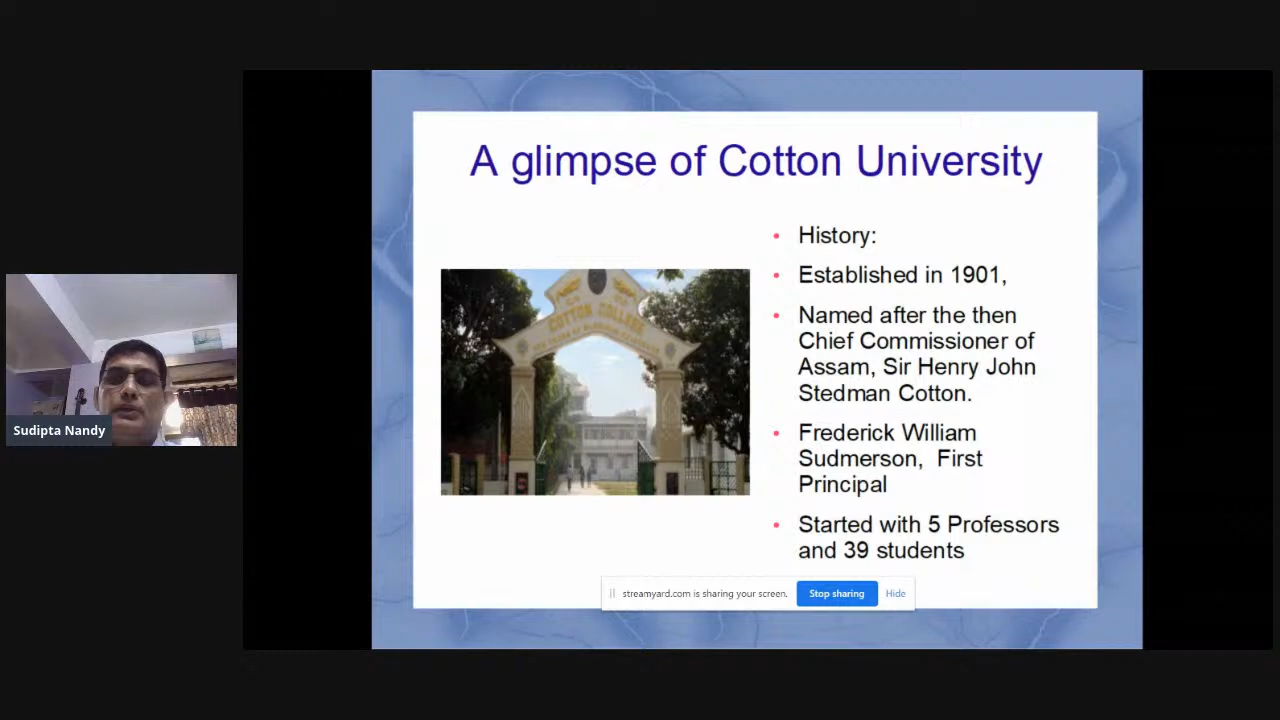 A glimpse of Cotton University
History:
Established in 1901,
Named after the then
Chief Commissioner of
Assam, Sir Henry John
Stedman Cotton.
Frederick William
Sudmerson, First
Principal
Started with 5 Professors
and 39 students
COTTON COLLEGE
Sudipta Nandy
streamyard.com is sharing your screen. Stop sharing Hide